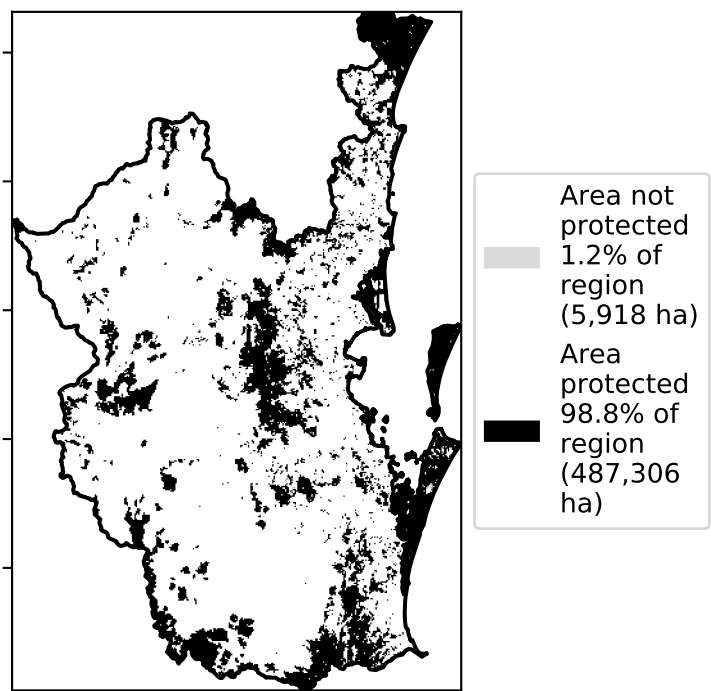 Area not
protected
1.2% of
region
(5,918 ha)
Area
protected
98.8% of
region
(487,306
ha)